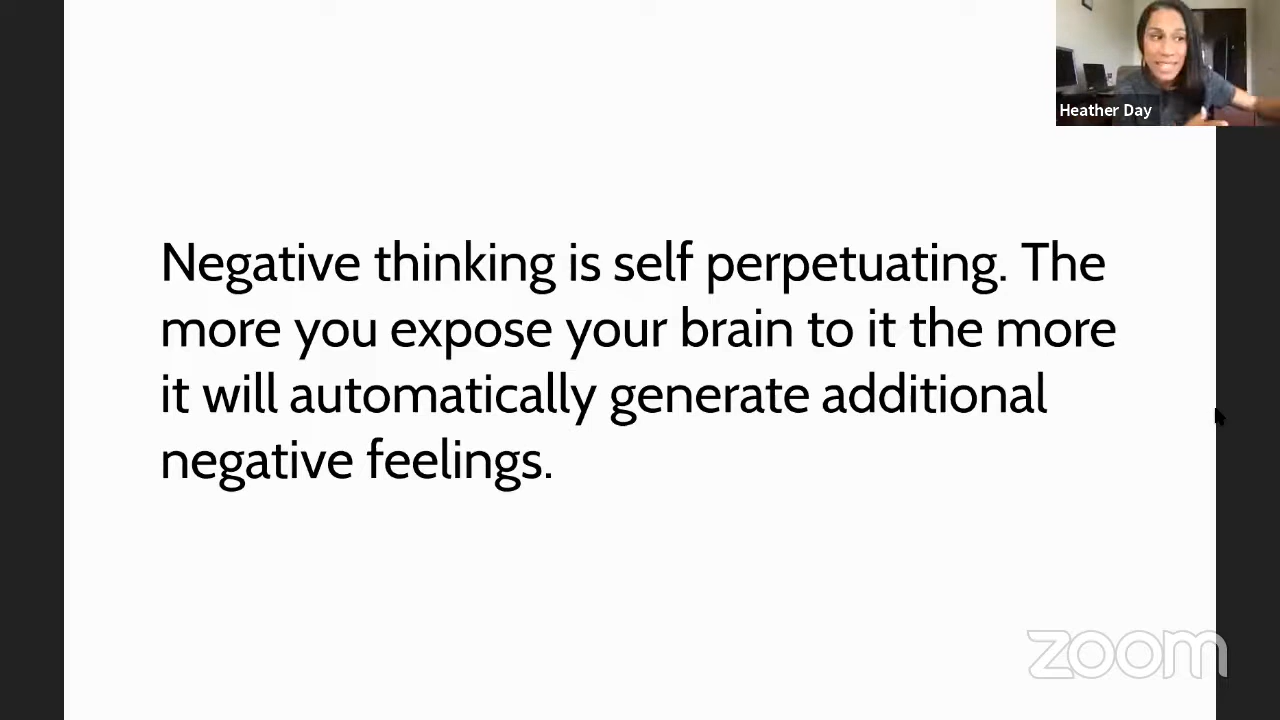 Heather Day
Negative thinking is self perpetuating. The
more you expose your brain to it the more
it will automatically generate additional
negative feelings.
zoom